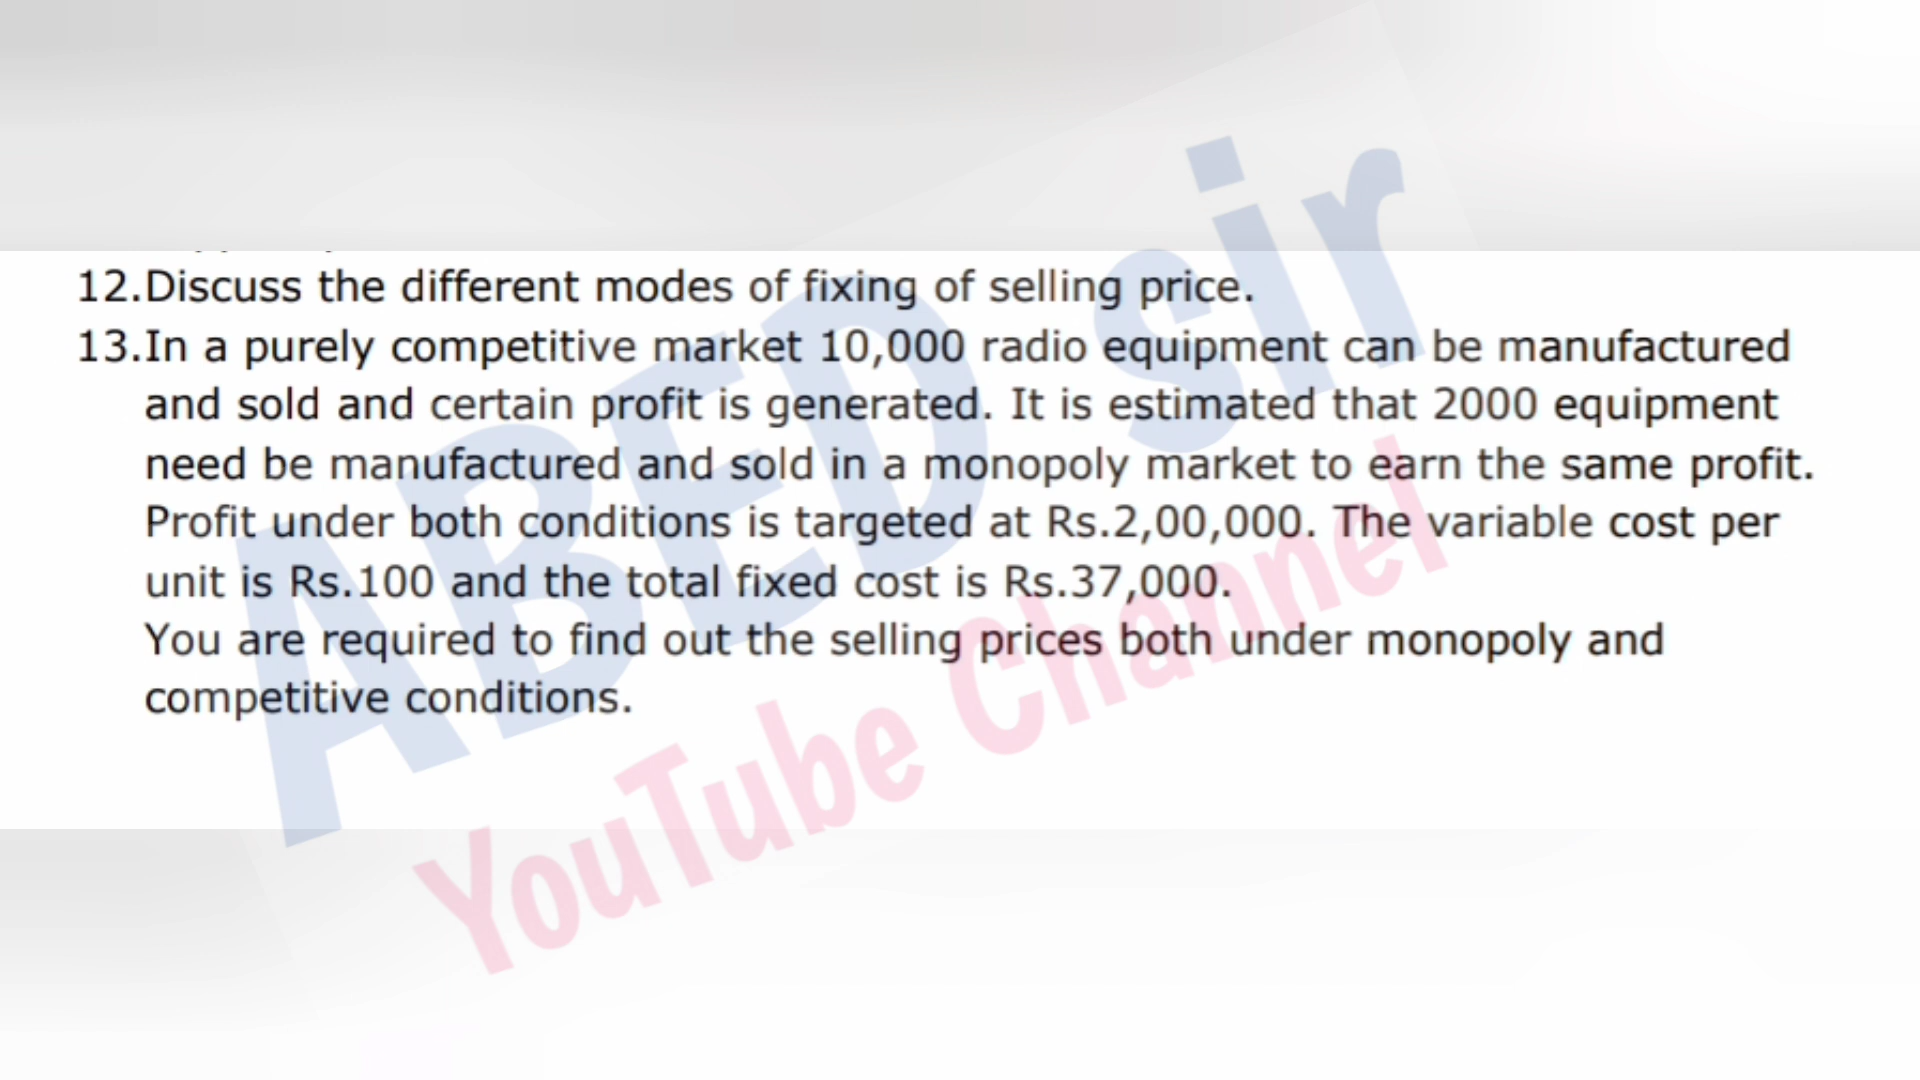 12.Discuss the different modes of fixing of selling price.
13.In a purely competitive market 10,000 radio equipment can be manufactured
and sold and certain profit is generated. It is estimated that 2000 equipment
need be manufactured and sold in a monopoly market to earn the same profit.
Profit under both conditions is targeted at Rs.2,00,000. The variable cost per
unit is Rs.100 and the total fixed cost is Rs.37,000.
You are required to find out the selling prices both under monopoly and
competitive conditions.
ABED sir
YouTube Channel